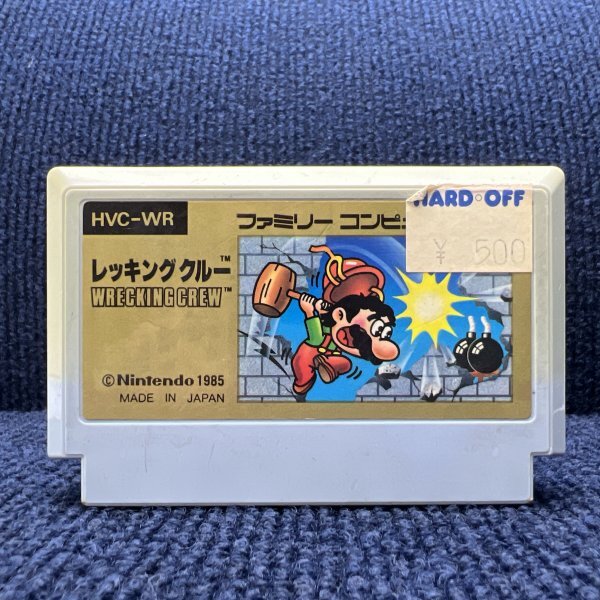 HVC-WR
ファミリー コンピ
HARD・OFF
¥ 500
レッキングクルー™
WRECKING CREW™
©Nintendo 1985
MADE IN JAPAN